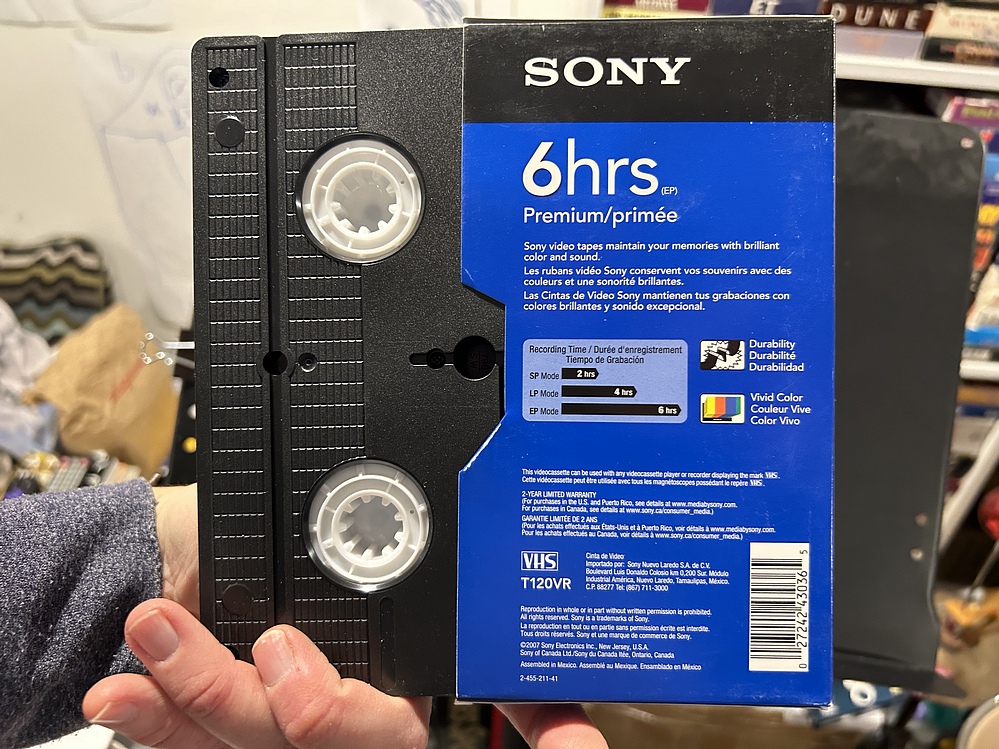 ET
DUNE
SONY
6hrs (EP)
Premium/primée
Sony video tapes maintain your memories with brilliant
color and sound.
Les rubans vidéo Sony conservent vos souvenirs avec des
couleurs et une sonorité brillantes.
Las Cintas de Video Sony mantienen tus grabaciones con
colores brillantes y sonido excepcional.
Recording Time / Durée d'enregistrement
Tiempo de Grabación
SP Mode 2 hrs
LP Mode 4 hrs
EP Mode 6 hrs
Durability
Durabilité
Durabilidad
Vivid Color
Couleur Vive
Color Vivo
This videocassette can be used with any videocassette player or recorder displaying the mark VHS.
Cette vidéocassette peut être utilisée avec tous les magnétoscopes possédant le repère VHS.
2-YEAR LIMITED WARRANTY
(For purchases in the U.S. and Puerto Rico, see details at www.mediabysony.com.
For purchases in Canada, see details at www.sony.ca/consumer_media.)
GARANTIE LIMITÉE DE 2 ANS
(Pour les achats effectués aux États-Unis et à Puerto Rico, voir détails à www.mediabysony.com.
Pour les achats effectués au Canada, voir détails à www.sony.ca/consumer_media.)
VHS
T120VR
Cinta de Video
Importado por: Sony Nuevo Laredo S.A. de C.V.
Boulevard Luis Donaldo Colosio km 0,200 Sur. Módulo
Industrial América, Nuevo Laredo, Tamaulipas, México.
C.P. 88277 Tel: (867) 711-3000
Reproduction in whole or in part without written permission is prohibited.
All rights reserved. Sony is a trademark of Sony.
La reproduction en tout ou en partie sans permission écrite est interdite.
Tous droits réservés. Sony et une marque de commerce de Sony.
©2007 Sony Electronics Inc., New Jersey, U.S.A.
Sony of Canada Ltd./Sony du Canada ltée, Ontario, Canada
Assembled in Mexico. Assemblé au Mexique. Ensamblado en México
2-455-211-41
0 27242 43036 5